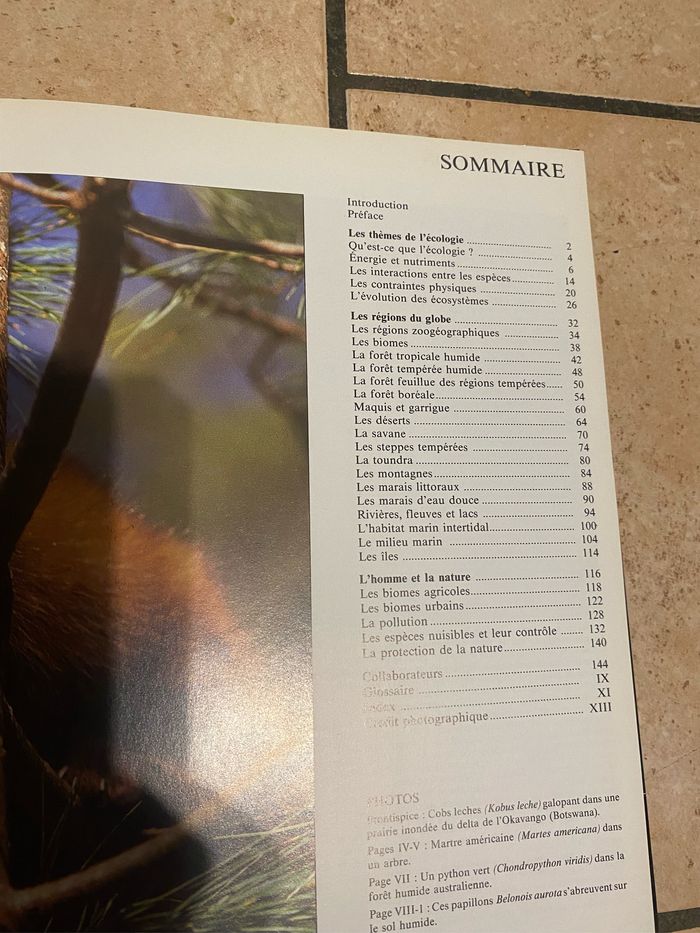 SOMMAIRE
Introduction
Préface
Les thèmes de l'écologie ........................ 2
Qu'est-ce que l'écologie ? ........................ 4
Énergie et nutriments ........................ 6
Les interactions entre les espèces ........................ 14
Les contraintes physiques ........................ 20
L'évolution des écosystèmes ........................ 26
Les régions du globe ........................ 32
Les régions zoogéographiques ........................ 34
Les biomes ........................ 38
La forêt tropicale humide ........................ 42
La forêt tempérée humide ........................ 48
La forêt feuillue des régions tempérées ...... 50
La forêt boréale ........................ 54
Maquis et garrigue ........................ 60
Les déserts ........................ 64
La savane ........................ 70
Les steppes tempérées ........................ 74
La toundra ........................ 80
Les montagnes ........................ 84
Les marais littoraux ........................ 88
Les marais d'eau douce ........................ 90
Rivières, fleuves et lacs ........................ 94
L'habitat marin intertidal ........................ 100
Le milieu marin ........................ 104
Les îles ........................ 114
L'homme et la nature ........................ 116
Les biomes agricoles ........................ 118
Les biomes urbains ........................ 122
La pollution ........................ 128
Les espèces nuisibles et leur contrôle ....... 132
La protection de la nature ........................ 140
Collaborateurs ........................ 144
Glossaire ........................ IX
Index ........................ XI
Crédit photographique ........................ XIII
PHOTOS
Frontispice : Cobs leches (Kobus leche) galopant dans une
prairie inondée du delta de l'Okavango (Botswana).
Pages IV-V : Martre américaine (Martes americana) dans
un arbre.
Page VII : Un python vert (Chondropython viridis) dans la
forêt humide australienne.
Page VIII-1 : Ces papillons Belonois aurota s'abreuvent sur
le sol humide.